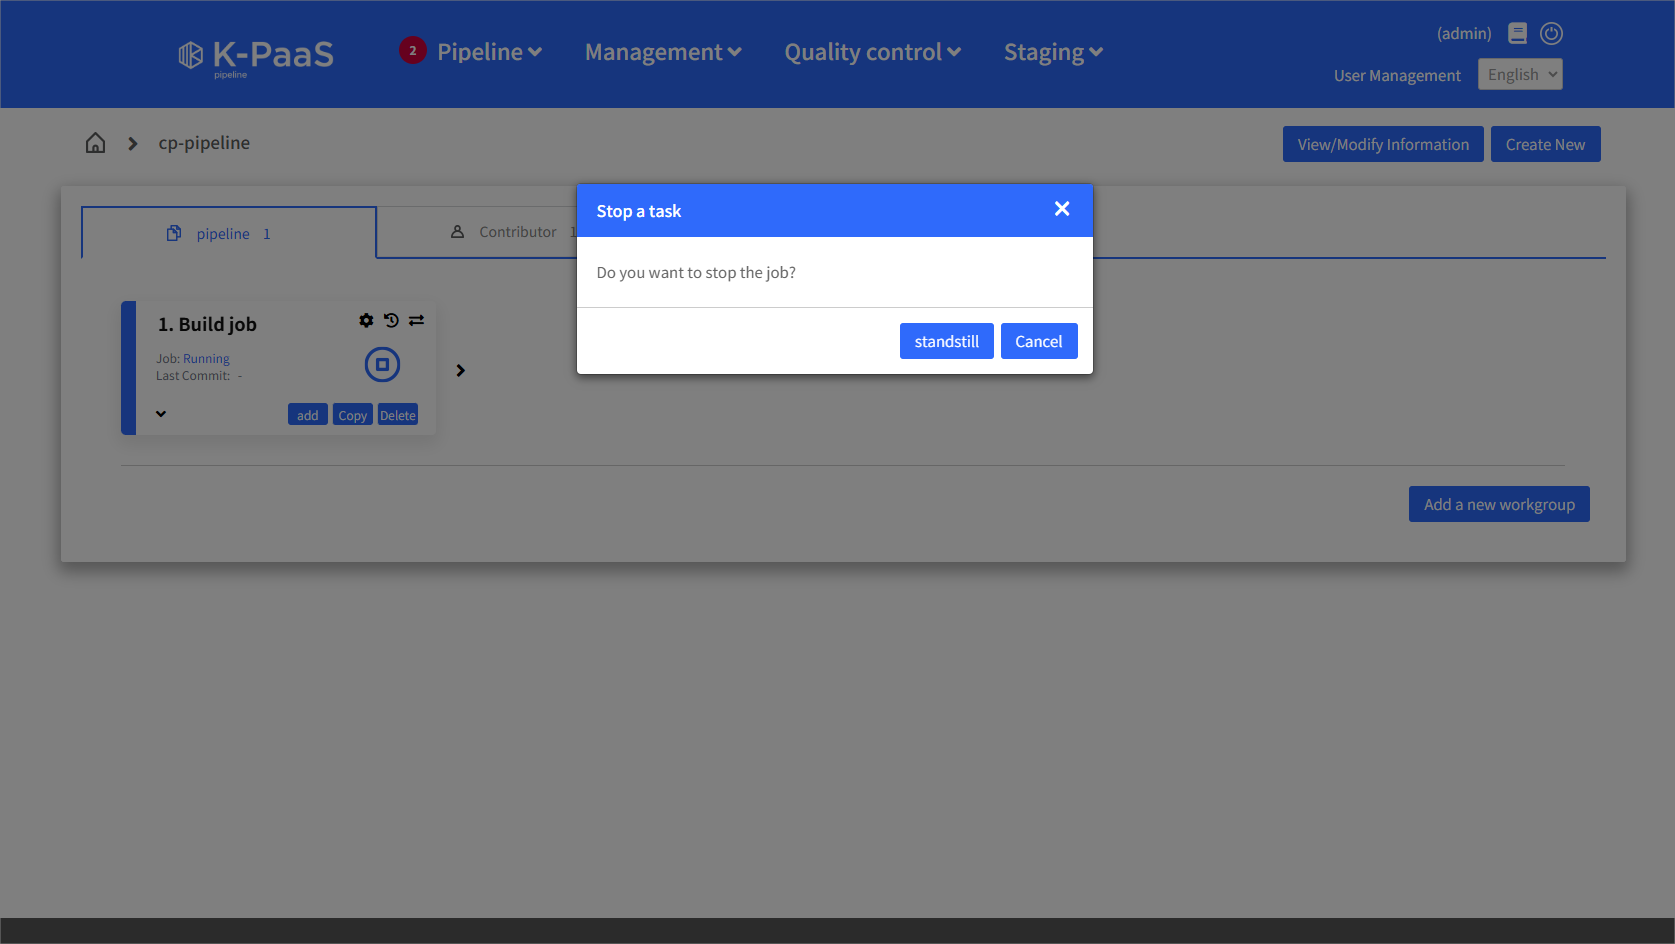 K-PaaS
pipeline
2 Pipeline Management Quality control Staging
(admin)
User Management English
cp-pipeline
View/Modify Information Create New
pipeline 1
Contributor 1
Stop a task
Do you want to stop the job?
standstill Cancel
1. Build job
Job: Running
Last Commit: -
add Copy Delete
Add a new workgroup